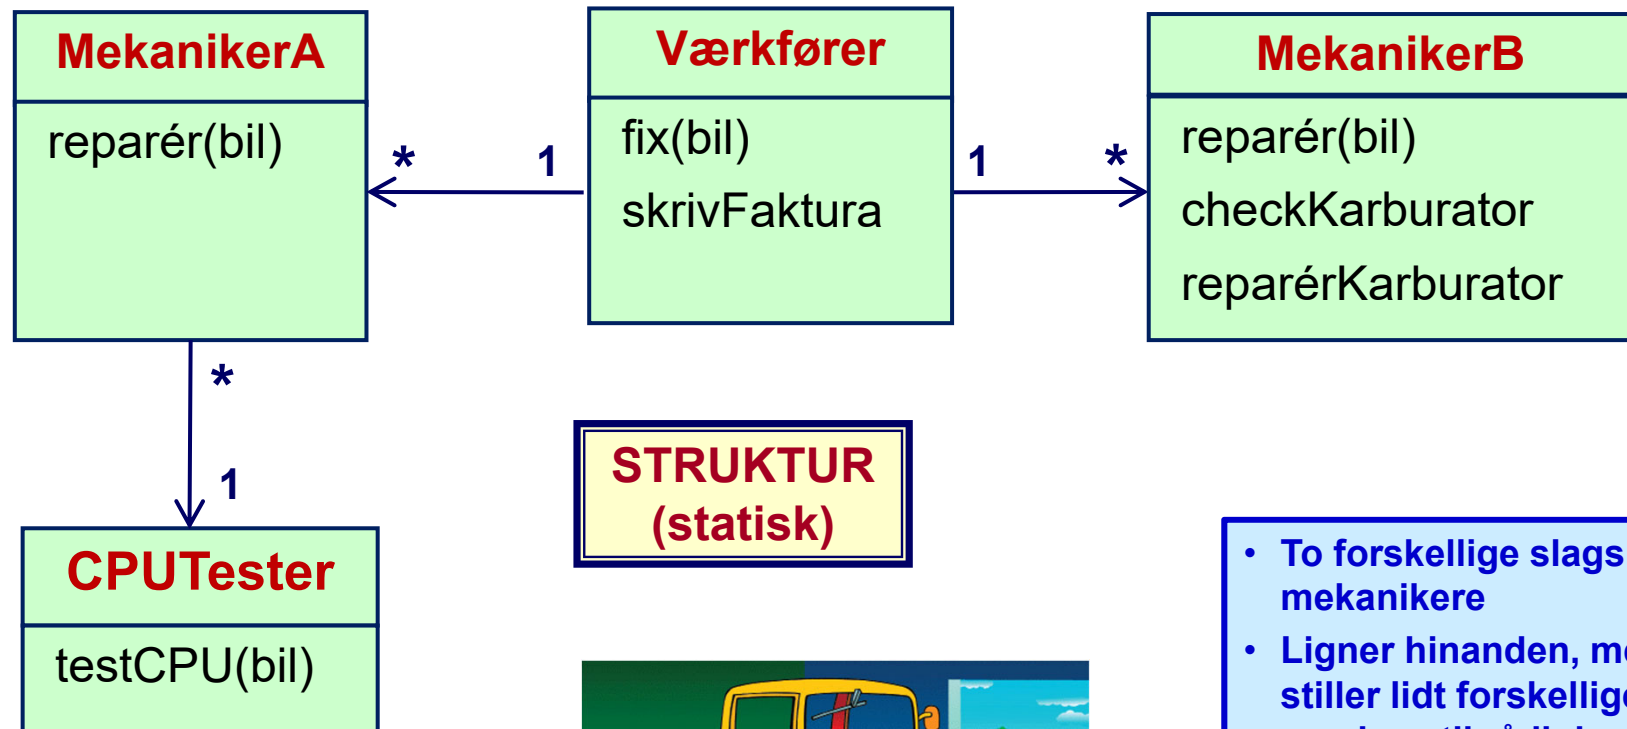 MekanikerA
reparér(bil)
*
1
Værkfører
fix(bil)
skrivFaktura
1
*
MekanikerB
reparér(bil)
checkKarburator
reparérKarburator
*
1
CPUTester
testCPU(bil)
STRUKTUR
(statisk)
• To forskellige slags
mekanikere
• Ligner hinanden,
stiller lidt forskellige